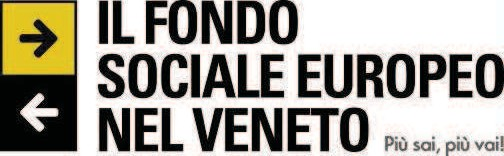 IL FONDO
SOCIALE EUROPEO
NEL VENETO Più sai, più vai!